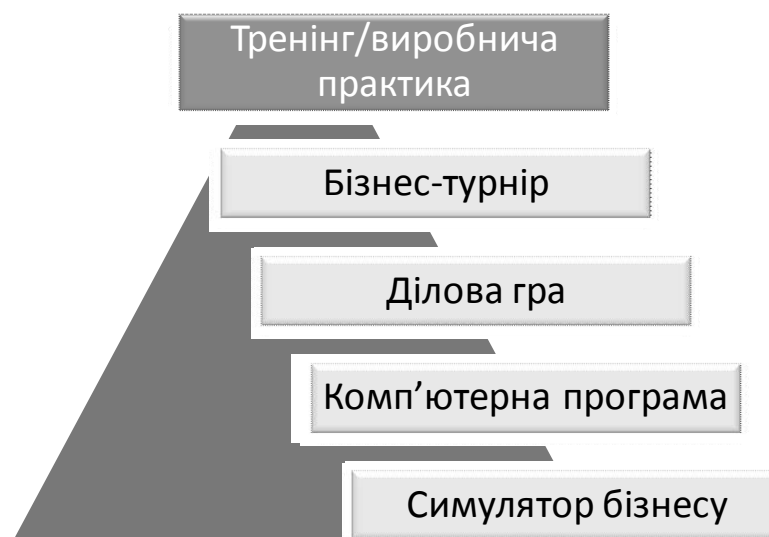 Тренінг/виробнича
практика
Бізнес-турнір
Ділова гра
Комп’ютерна програма
Симулятор бізнесу